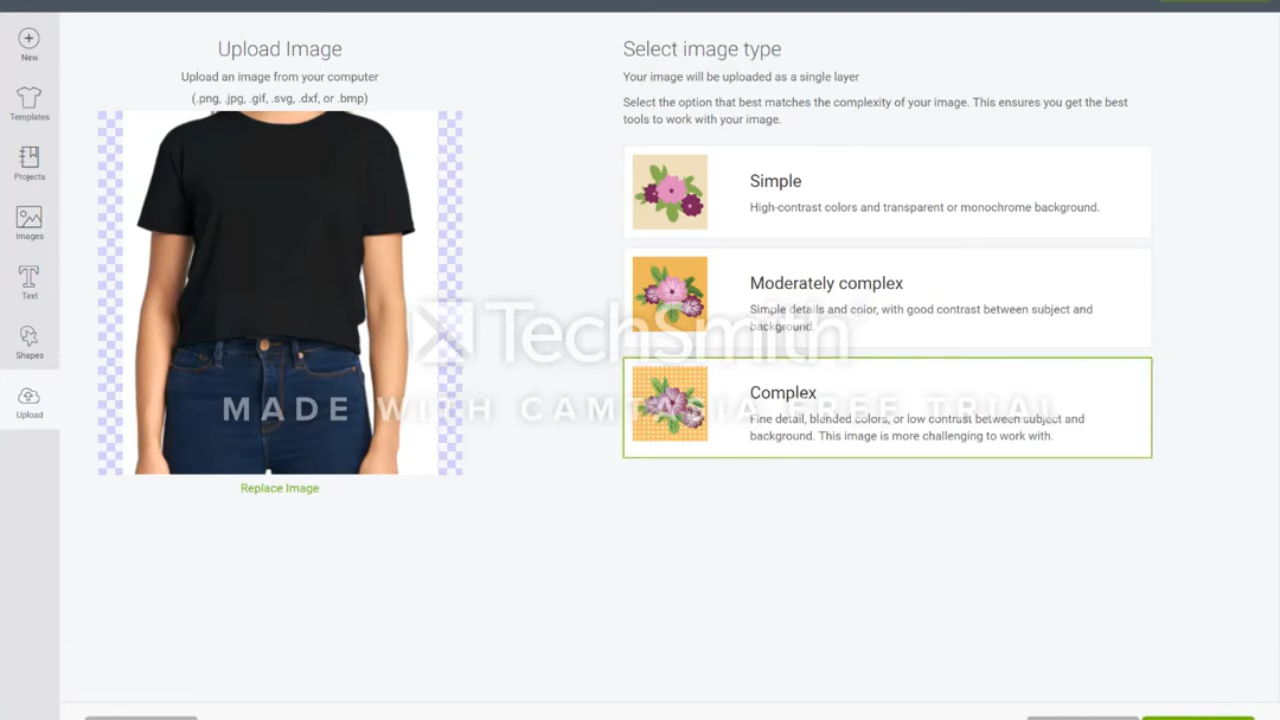 New
Templates
Projects
Images
Text
Shapes
Upload
Upload Image
Upload an image from your computer
(.png, .jpg, .gif, .svg, .dxf, or .bmp)
Replace Image
Select image type
Your image will be uploaded as a single layer
Select the option that best matches the complexity of your image. This ensures you get the best
tools to work with your image.
Simple
High-contrast colors and transparent or monochrome background.
Moderately complex
Simple details and color, with good contrast between subject and
background.
Complex
Fine detail, blended colors, or low contrast between subject and
background. This image is more challenging to work with.
TechSmith
MADE WITH CAMTASIA FREE TRIAL